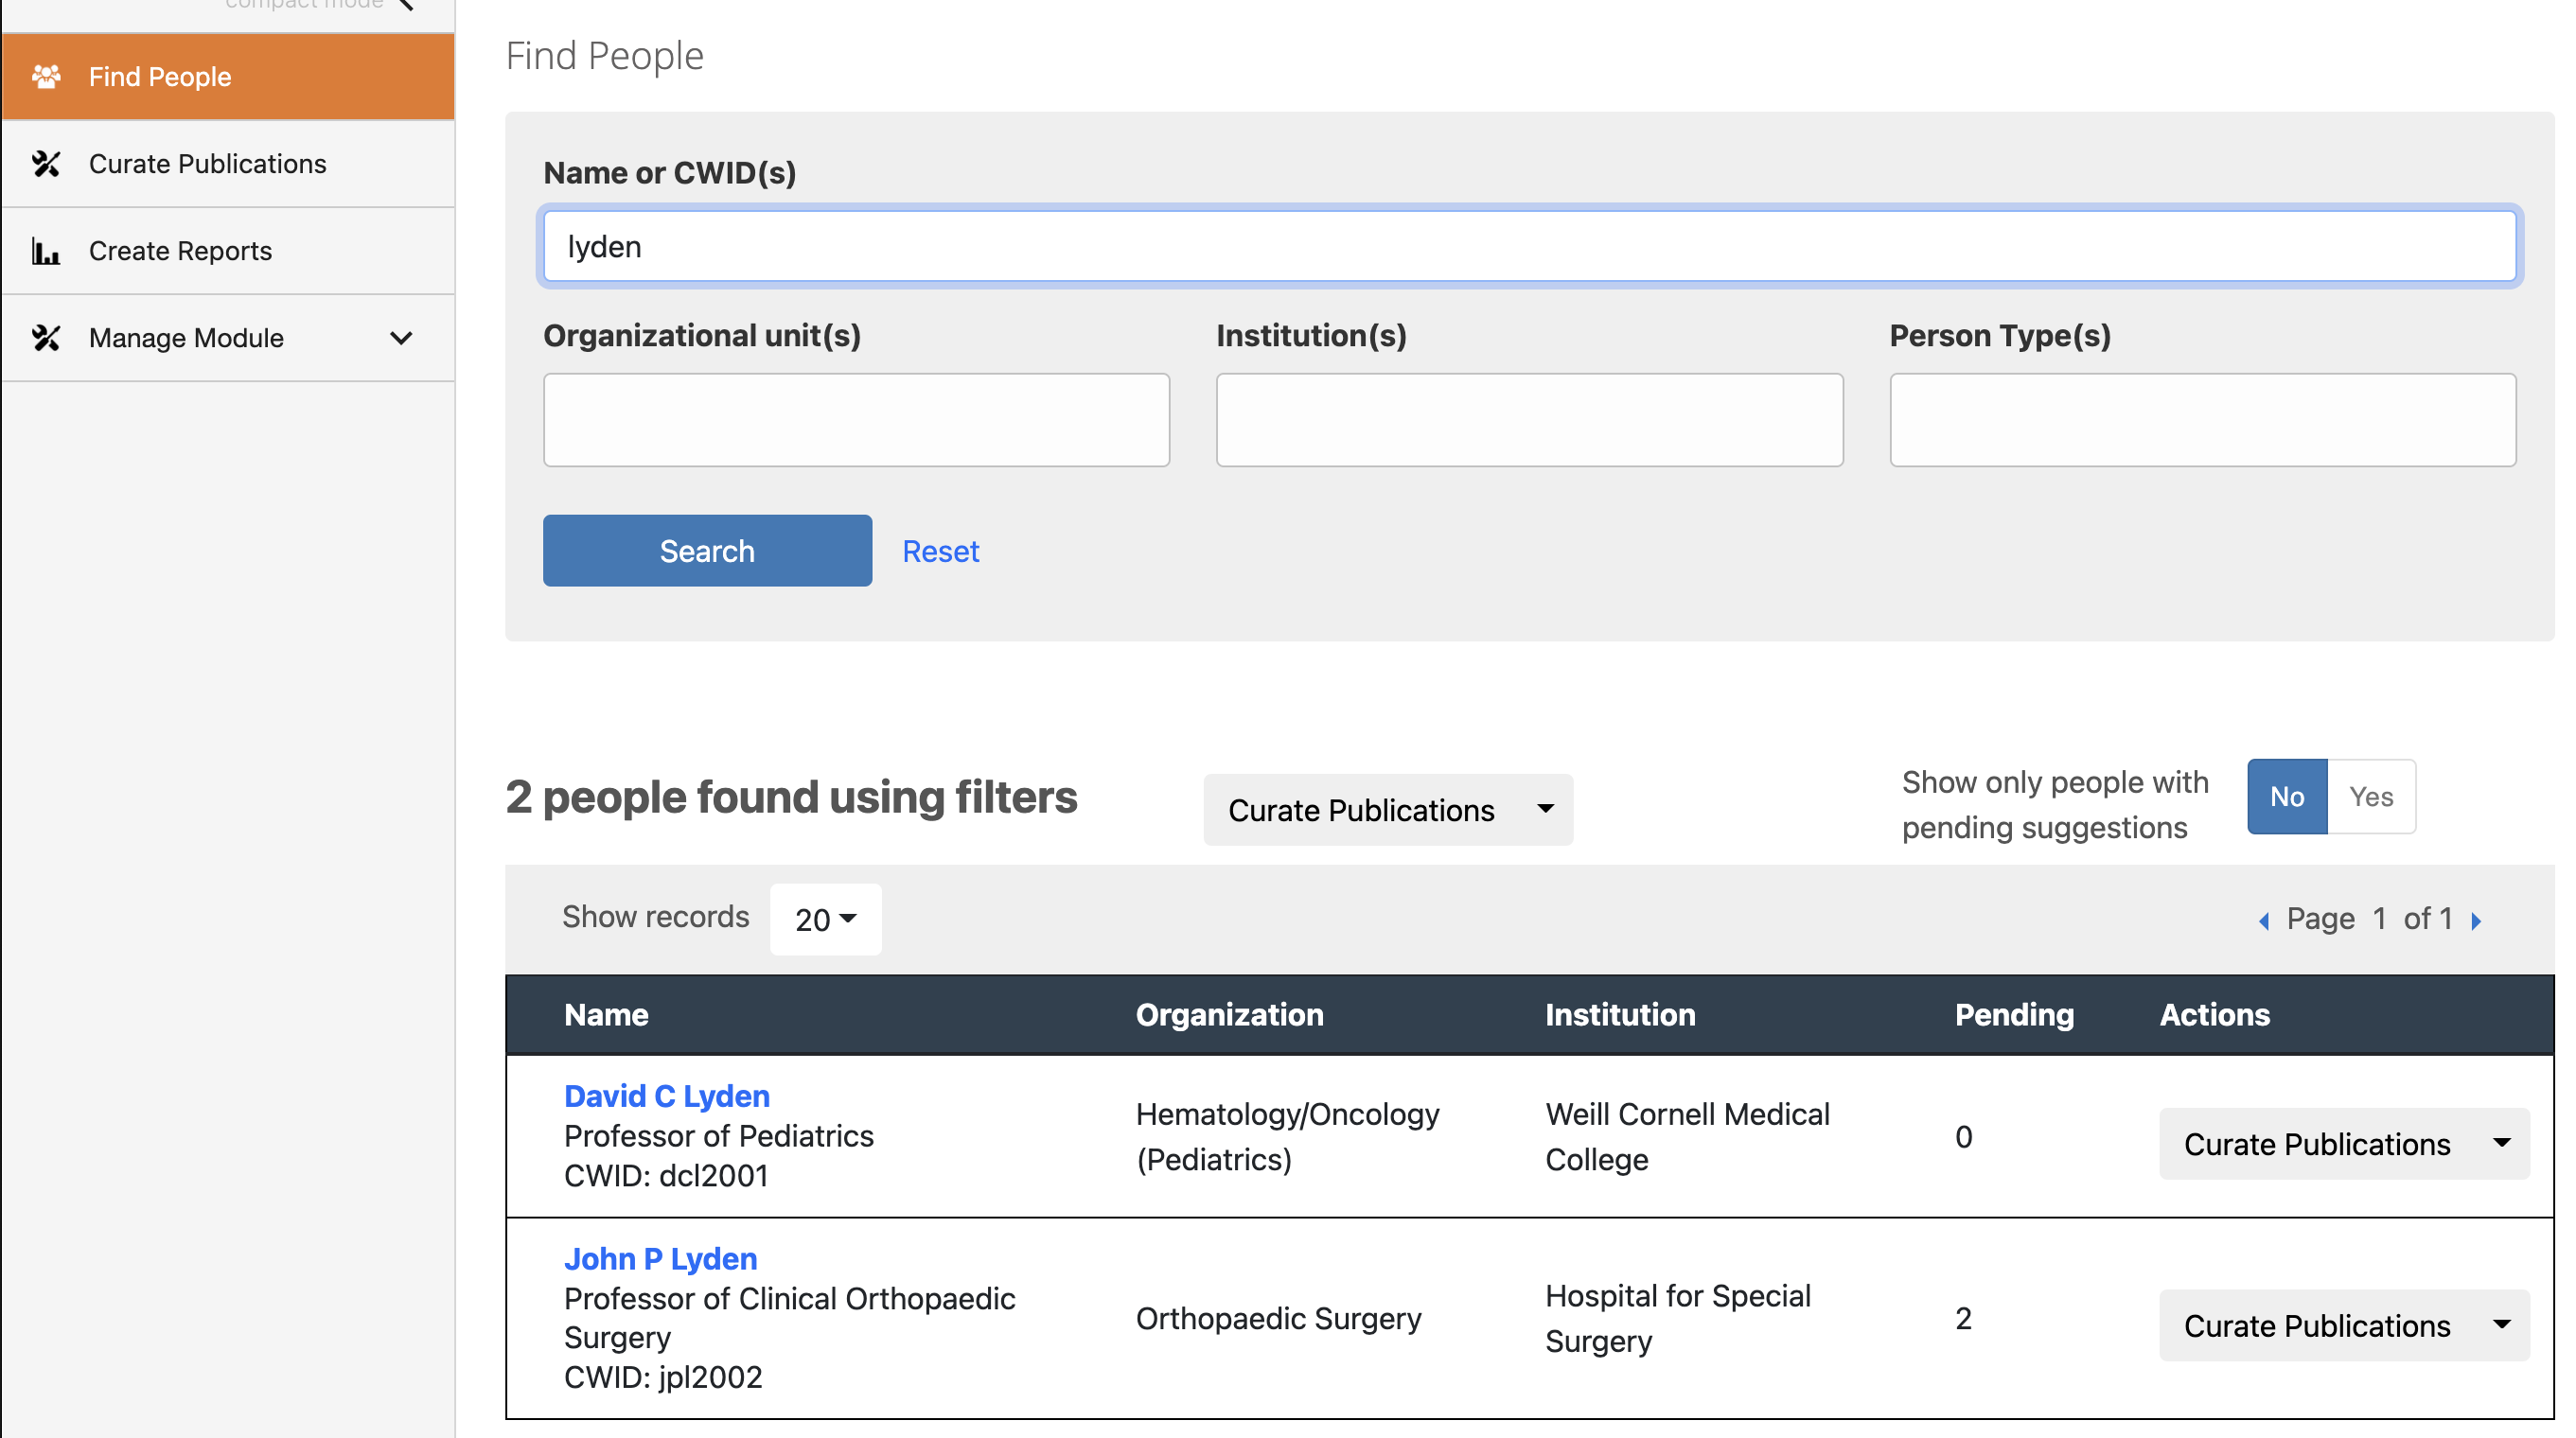 compact mode
Find People
Curate Publications
Create Reports
Manage Module
Find People
Name or CWID(s)
lyden
Organizational unit(s)
Institution(s)
Person Type(s)
Search
Reset
2 people found using filters
Curate Publications
Show only people with
pending suggestions
No
Yes
Show records
20
Page 1 of 1
Name
Organization
Institution
Pending
Actions
David C Lyden
Professor of Pediatrics
CWID: dcl2001
Hematology/Oncology
(Pediatrics)
Weill Cornell Medical
College
0
Curate Publications
John P Lyden
Professor of Clinical Orthopaedic
Surgery
CWID: jpl2002
Orthopaedic Surgery
Hospital for Special
Surgery
2
Curate Publications